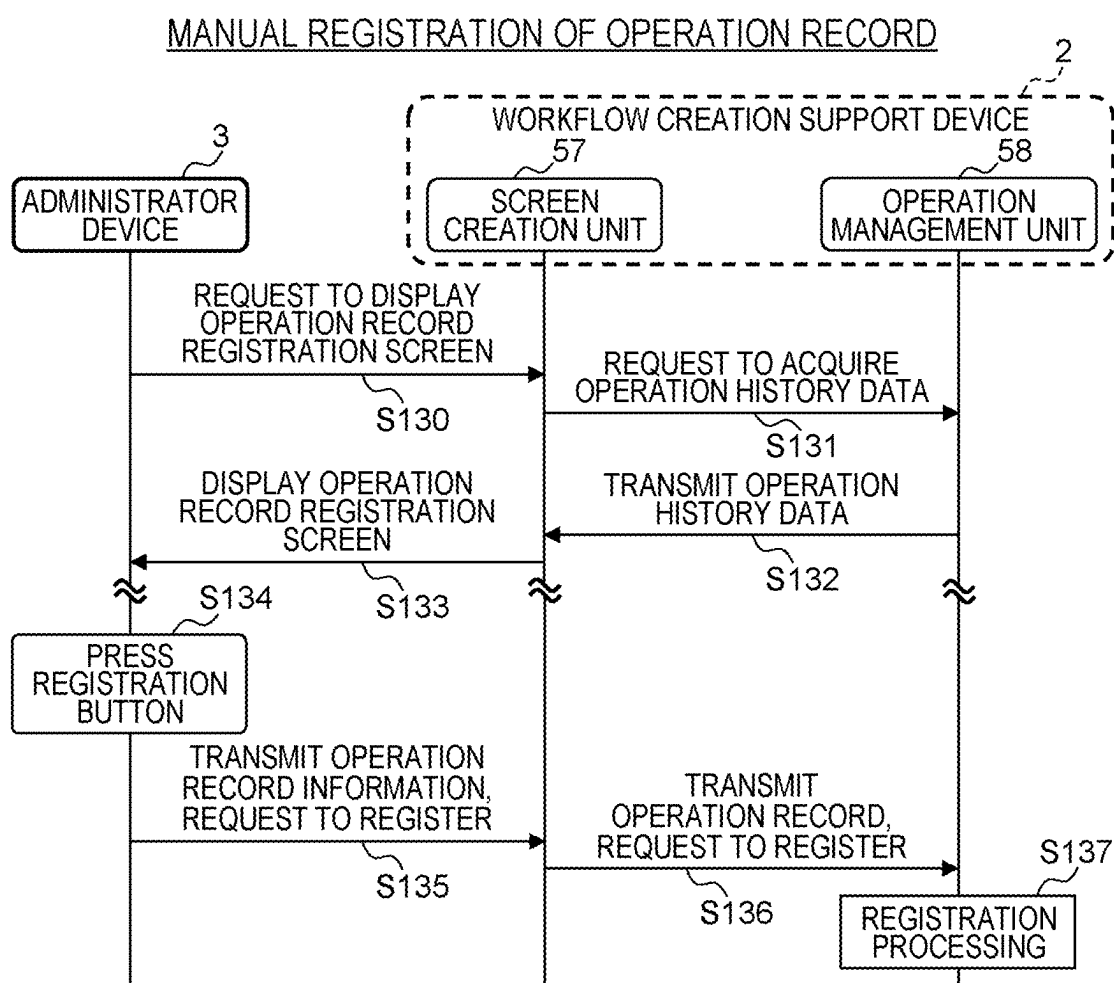 MANUAL REGISTRATION OF OPERATION RECORD
2
WORKFLOW CREATION SUPPORT DEVICE
3
57
58
ADMINISTRATOR
DEVICE
SCREEN
CREATION UNIT
OPERATION
MANAGEMENT UNIT
REQUEST TO DISPLAY
OPERATION RECORD
REGISTRATION SCREEN
S130
REQUEST TO ACQUIRE
OPERATION HISTORY DATA
S131
TRANSMIT OPERATION
HISTORY DATA
S132
DISPLAY OPERATION
RECORD REGISTRATION
SCREEN
S133
S134
PRESS
REGISTRATION
BUTTON
TRANSMIT OPERATION
RECORD INFORMATION,
REQUEST TO REGISTER
S135
TRANSMIT
OPERATION RECORD,
REQUEST TO REGISTER
S136
S137
REGISTRATION
PROCESSING